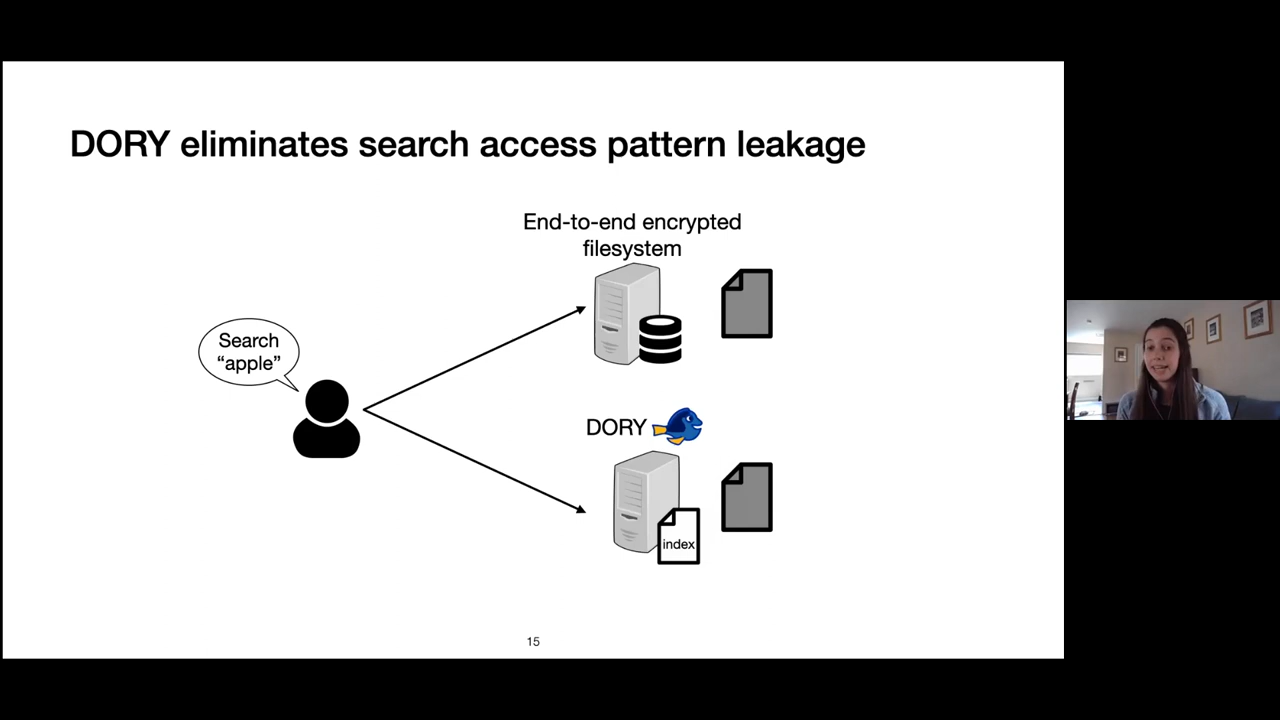 DORY eliminates search access pattern leakage
End-to-end encrypted
filesystem
Search
“apple”
DORY
index
15